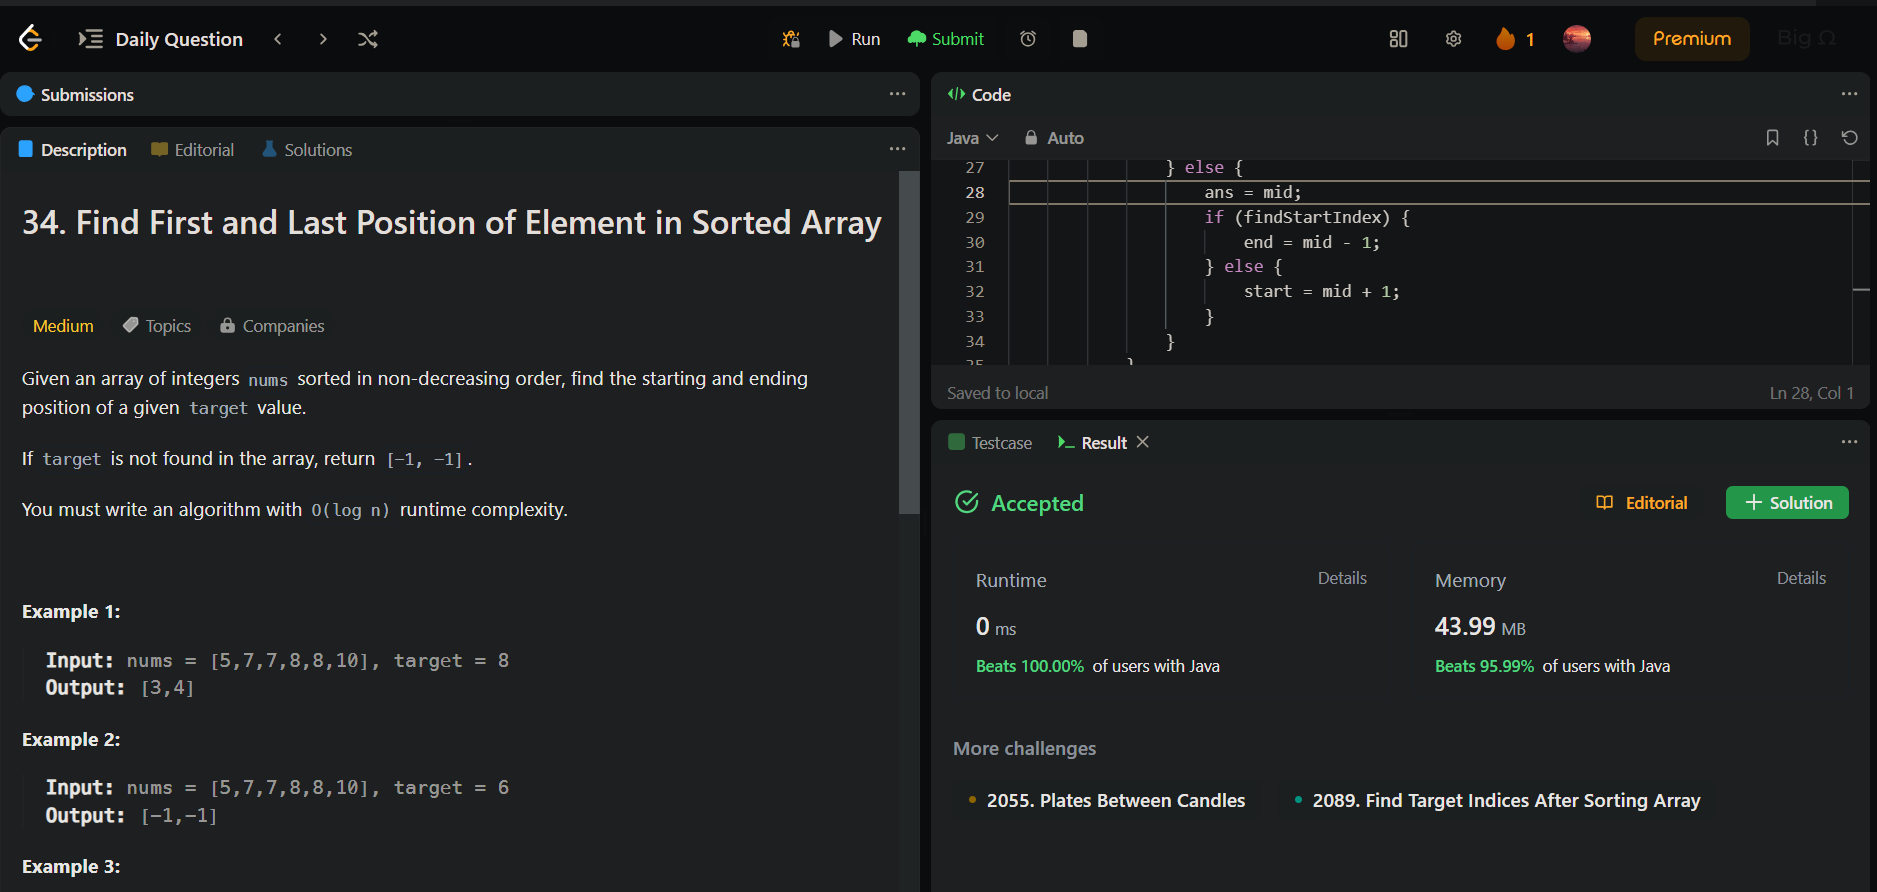 Daily Question
Run
Submit
1
Premium
Big Ω
Submissions
Description
Editorial
Solutions
34. Find First and Last Position of Element in Sorted Array
Medium
Topics
Companies
Given an array of integers nums sorted in non-decreasing order, find the starting and ending
position of a given target value.
If target is not found in the array, return [-1, -1].
You must write an algorithm with O(log n) runtime complexity.
Example 1:
Input: nums = [5,7,7,8,8,10], target = 8
Output: [3,4]
Example 2:
Input: nums = [5,7,7,8,8,10], target = 6
Output: [-1,-1]
Example 3:
</> Code
Java
Auto
{}
27 } else {
28 ans = mid;
29 if (findStartIndex) {
30 end = mid - 1;
31 } else {
32 start = mid + 1;
33 }
34 }
35 }
Saved to local
Ln 28, Col 1
Testcase
Result
Accepted
Editorial
+ Solution
Runtime
Details
0 ms
Beats 100.00% of users with Java
Memory
Details
43.99 MB
Beats 95.99% of users with Java
More challenges
2055. Plates Between Candles
2089. Find Target Indices After Sorting Array